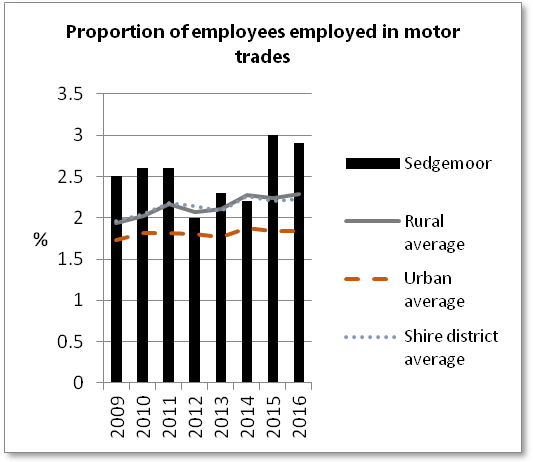 Proportion of employees employed in motor
trades
3.5
3
2.5
2
1.5
1
0.5
0
%
2009
2010
2011
2012
2013
2014
2015
2016
Sedgemoor
Rural
average
Urban
average
Shire district
average